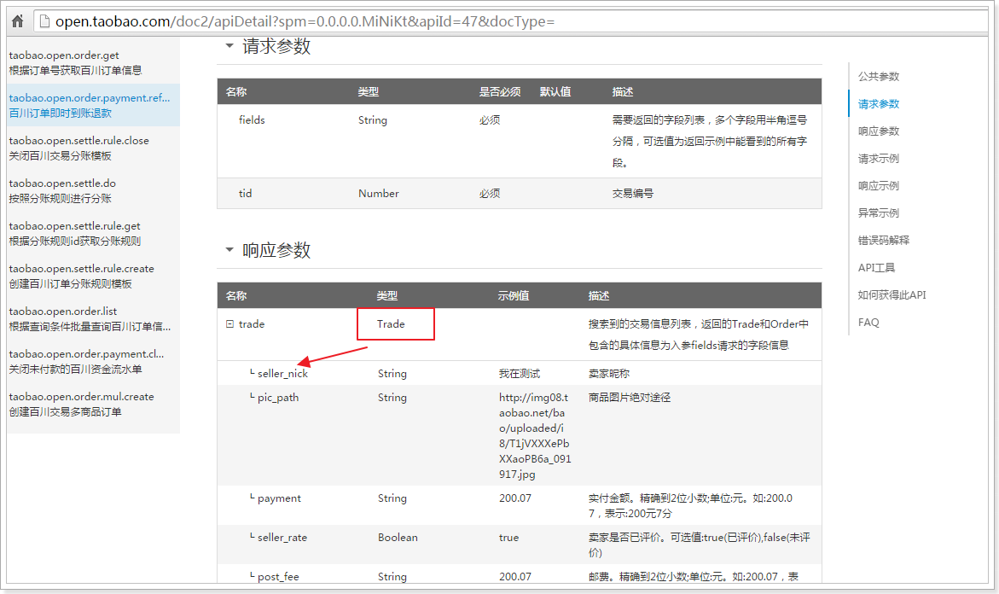 open.taobao.com/doc2/apiDetail?spm=0.0.0.0.MiNiKt&apiId=47&docType=
taobao.open.order.get
根据订单号获取百川订单信息
taobao.open.order.payment.ref...
百川订单即时到账退款
taobao.open.settle.rule.close
关闭百川交易分账模板
taobao.open.settle.do
按照分账规则进行分账
taobao.open.settle.rule.get
根据分账规则id获取分账规则
taobao.open.settle.rule.create
创建百川订单分账规则模板
taobao.open.order.list
根据查询条件批量查询百川订单信...
taobao.open.order.payment.cl...
关闭未付款的百川资金流水单
taobao.open.order.mul.create
创建百川交易多商品订单
请求参数
名称 类型 是否必须 默认值 描述
fields String 必须 需要返回的字段列表，多个字段用半角逗号
分隔，可选值为返回示例中能看到的所有字
段。
tid Number 必须 交易编号
响应参数
名称 类型 示例值 描述
trade Trade 搜索到的交易信息列表，返回的Trade和Order中
包含的具体信息为入参fields请求的字段信息
└ seller_nick String 我在测试 卖家昵称
└ pic_path String http://img08.t 商品图片绝对途径
aobao.net/ba
o/uploaded/i
8/T1jVXXXePb
XXaoPB6a_091
917.jpg
└ payment String 200.07 实付金额。精确到2位小数;单位:元。如:200.0
7，表示:200元7分
└ seller_rate Boolean true 卖家是否已评价。可选值:true(已评价),false(未评
价)
└ post_fee String 200.07 邮费。精确到2位小数;单位:元。如:200.07，表
公共参数
请求参数
响应参数
请求示例
响应示例
异常示例
错误码解释
API工具
如何获得此API
FAQ